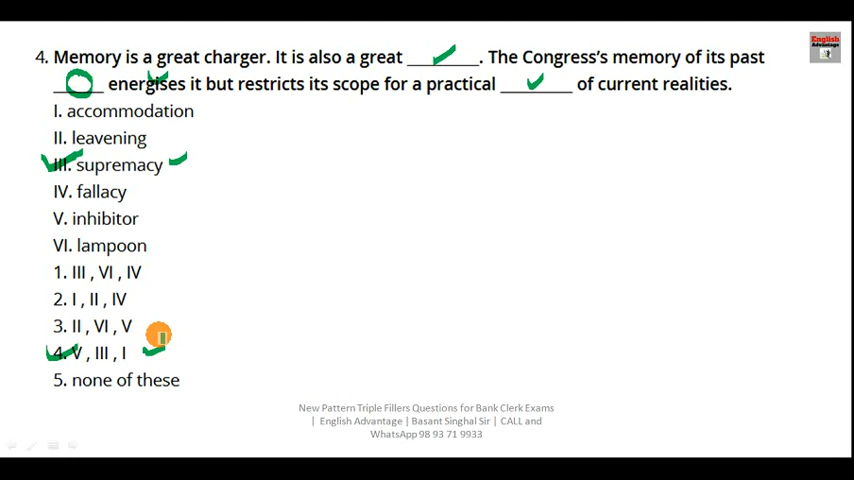 English
Advantage
4. Memory is a great charger. It is also a great ________. The Congress's memory of its past
______ energises it but restricts its scope for a practical ________ of current realities.
I. accommodation
II. leavening
III. supremacy
IV. fallacy
V. inhibitor
VI. lampoon
1. III , VI , IV
2. I , II , IV
3. II , VI , V
4. V , III , I
5. none of these
New Pattern Triple Fillers Questions for Bank Clerk Exams
| English Advantage | Basant Singhal Sir | CALL and
WhatsApp 98 93 71 9933